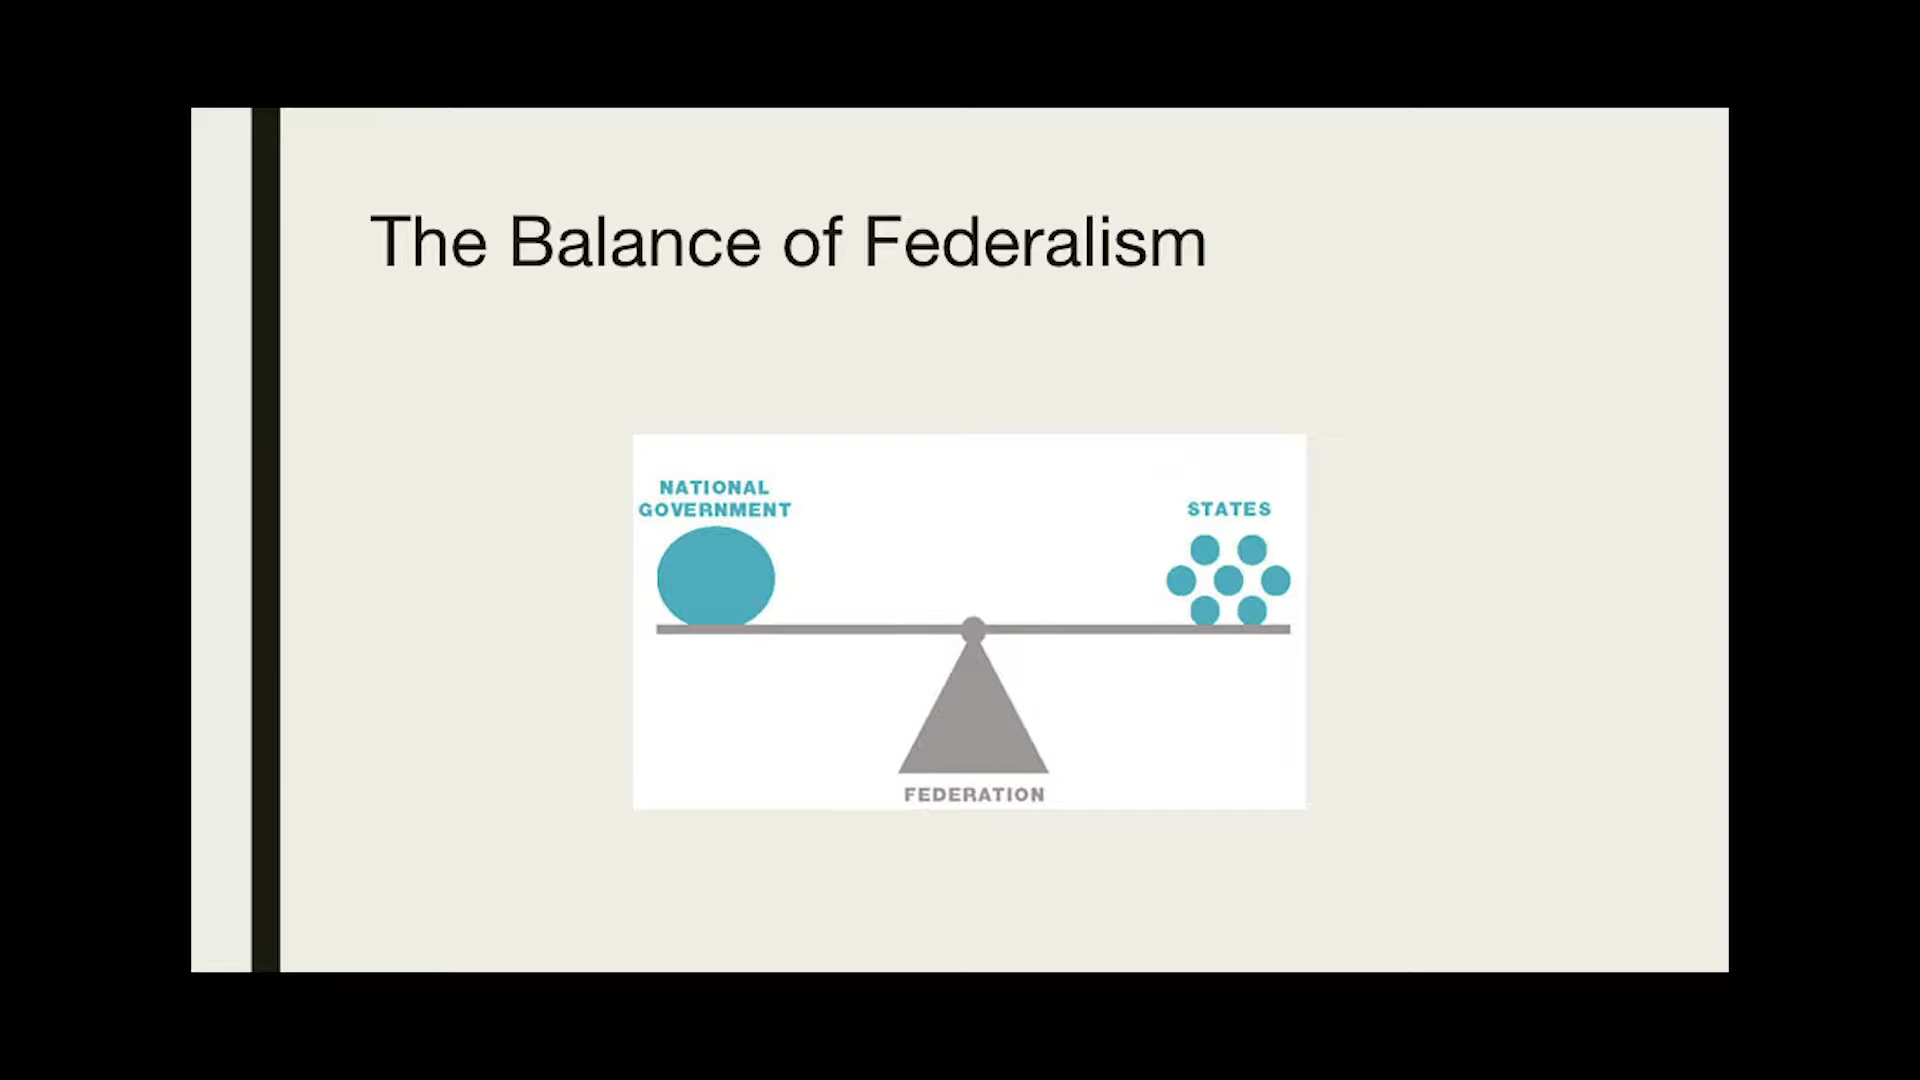 The Balance of Federalism
NATIONAL
GOVERNMENT
STATES
FEDERATION